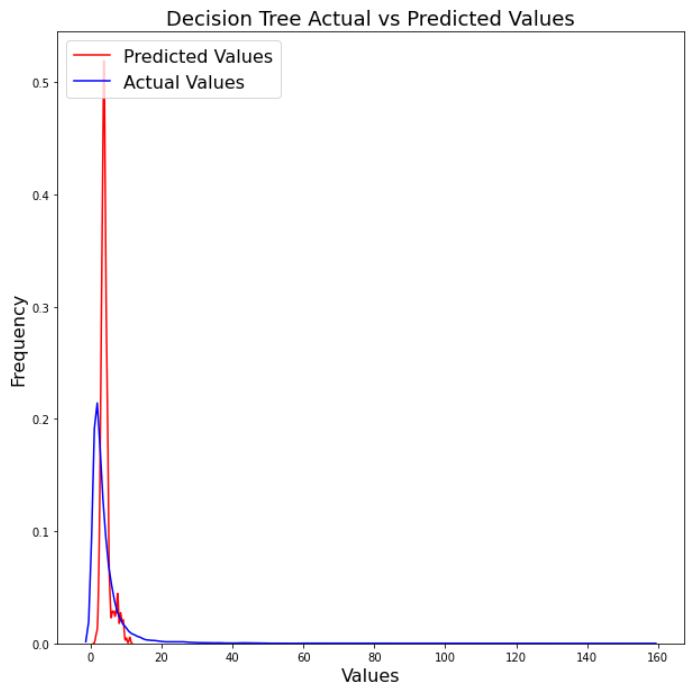 Decision Tree Actual vs Predicted Values
Predicted Values
Actual Values
Frequency
0.5
0.4
0.3
0.2
0.1
0.0
0 20 40 60 80 100 120 140 160
Values